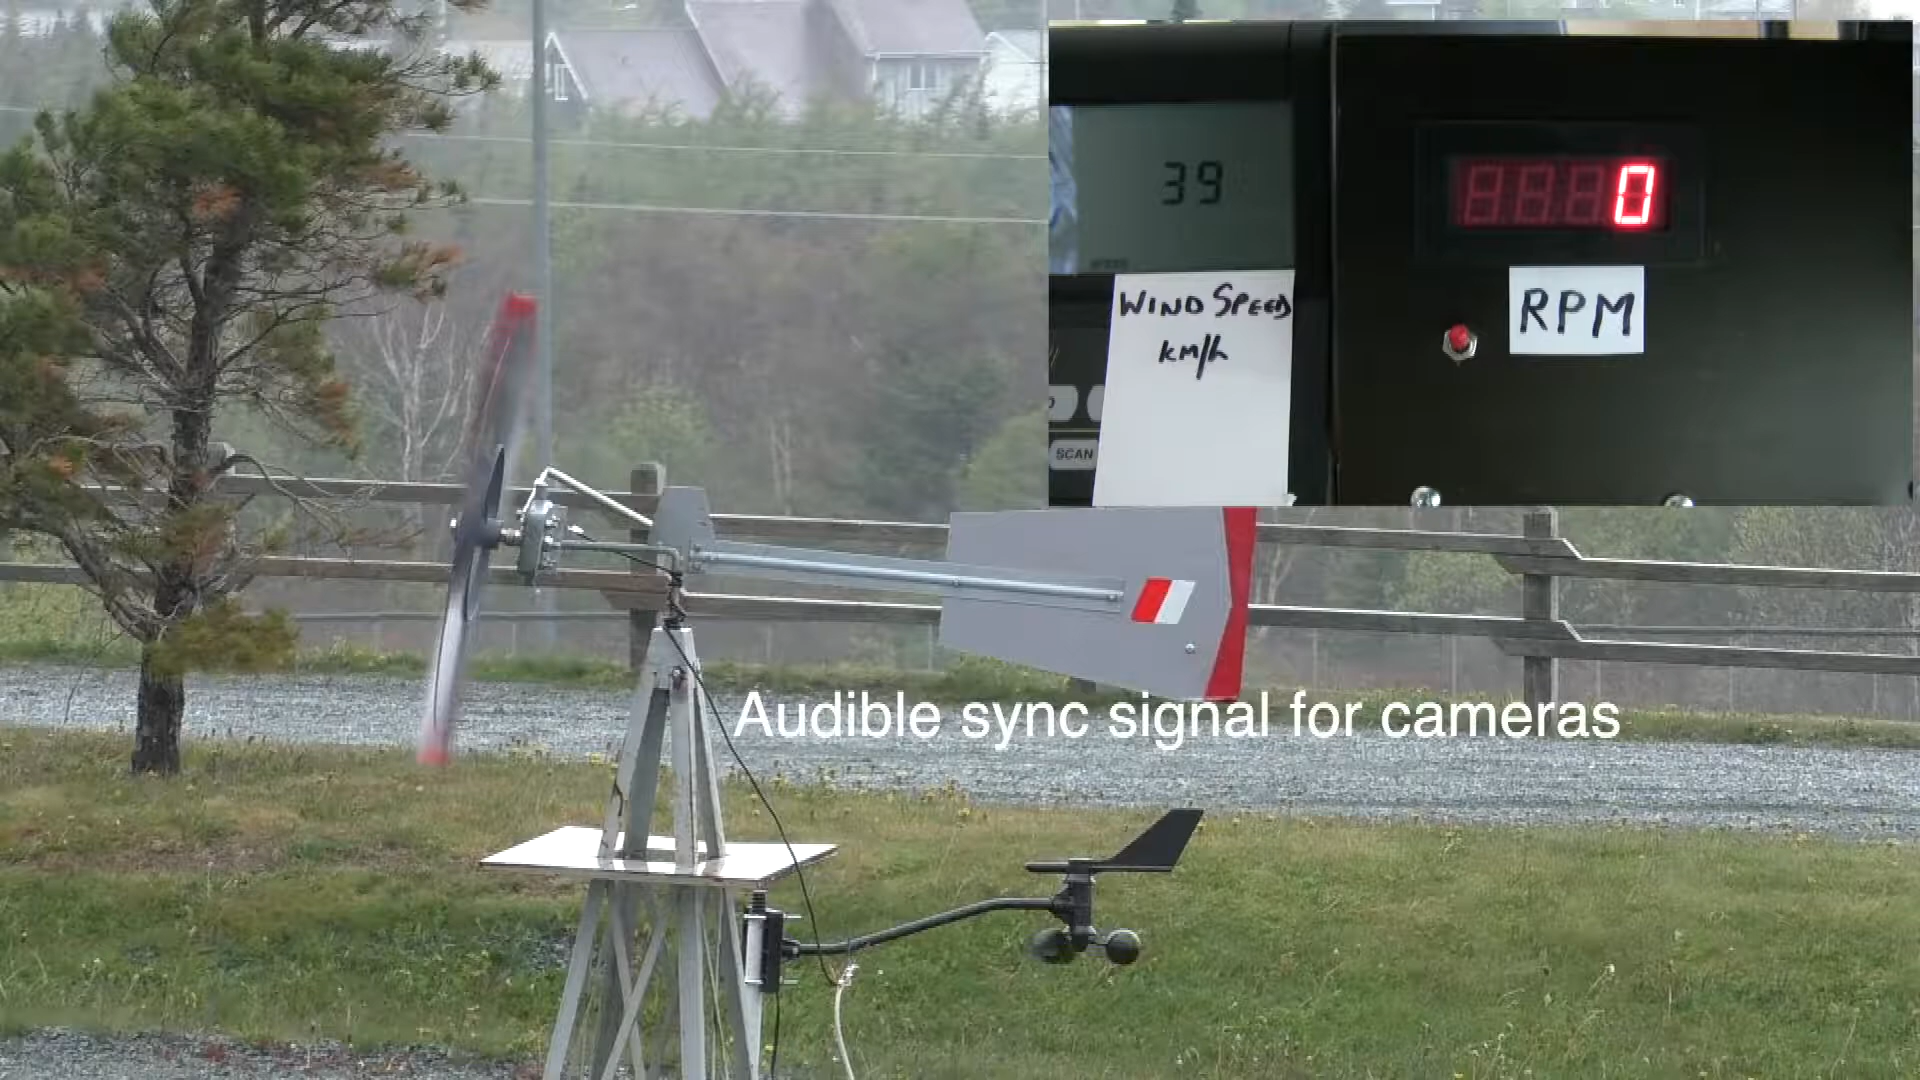 39
0
WIND SPEED
km/h
RPM
SCAN
Audible sync signal for cameras